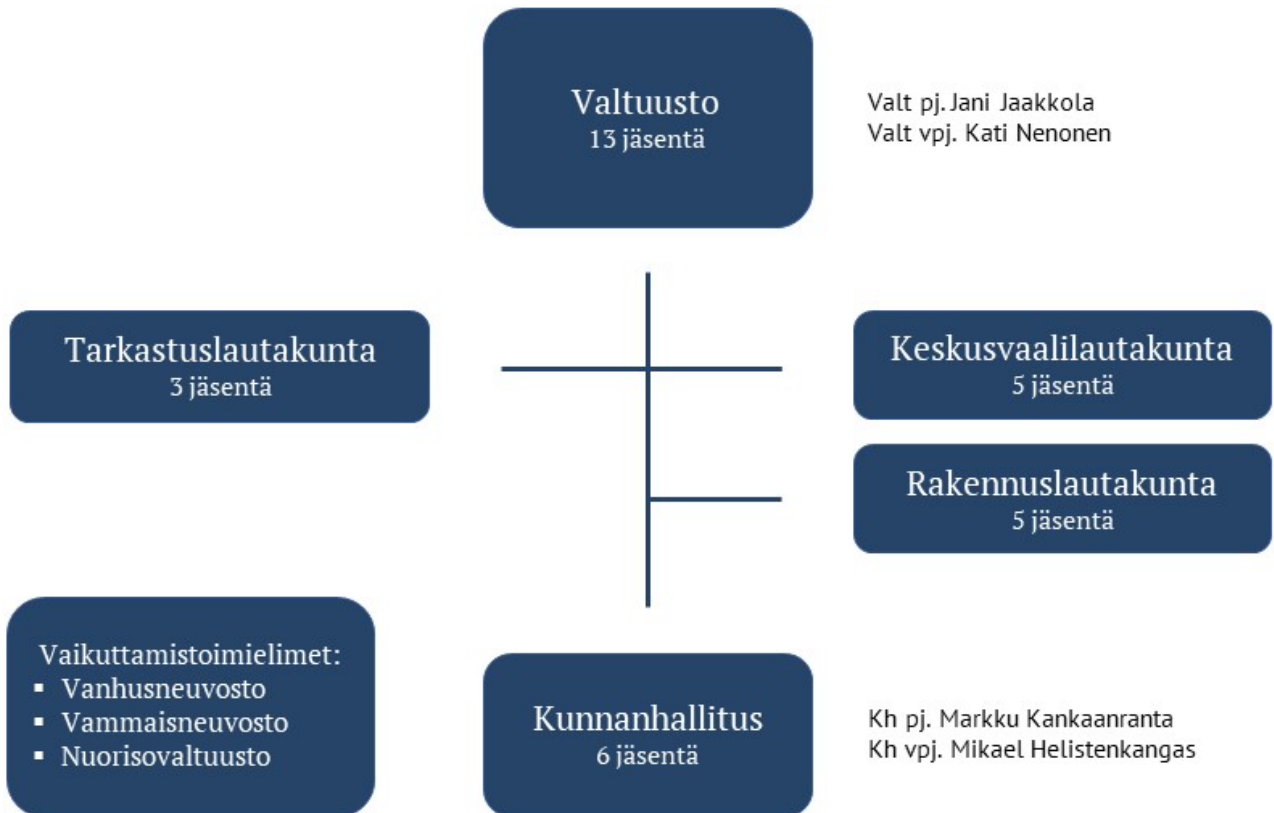 Valtuusto
13 jäsentä
Valt pj. Jani Jaakkola
Valt vpj. Kati Nenonen
Tarkastuslautakunta
3 jäsentä
Keskusvaalilautakunta
5 jäsentä
Rakennuslautakunta
5 jäsentä
Vaikuttamistoimielimet:
▪ Vanhusneuvosto
▪ Vammaisneuvosto
▪ Nuorisovaltuusto
Kunnanhallitus
6 jäsentä
Kh pj. Markku Kankaanranta
Kh vpj. Mikael Helistenkangas